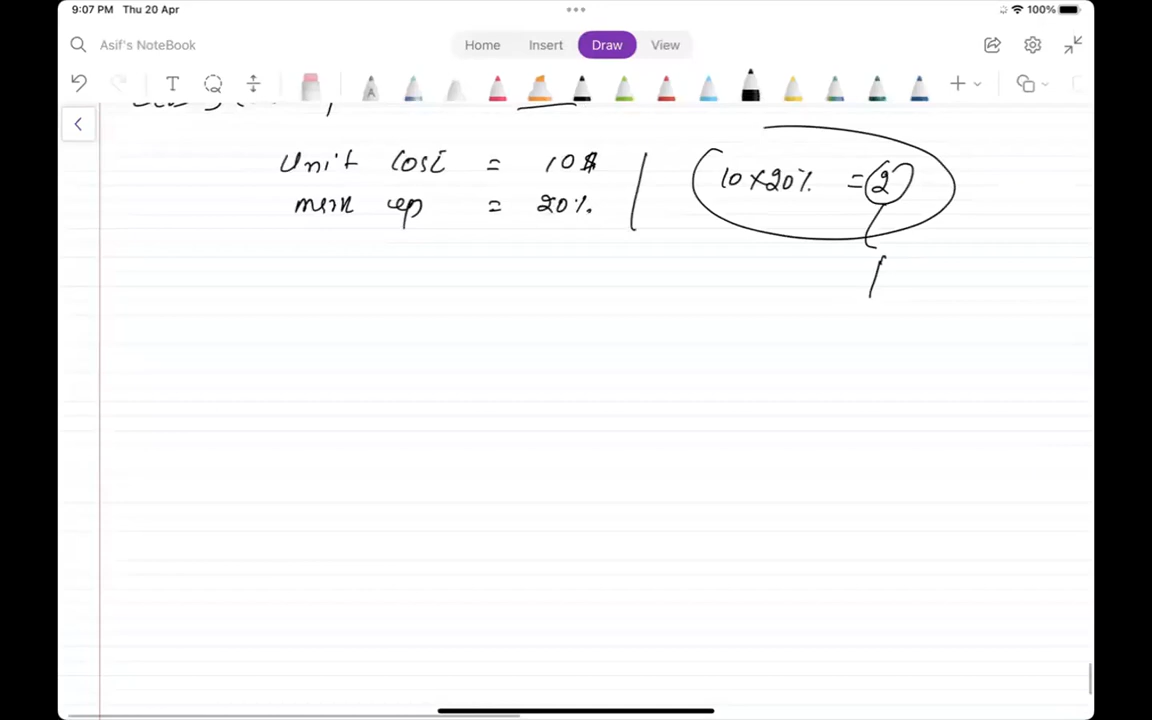 9:07 PM Thu 20 Apr
100%
Asif's NoteBook
Home Insert Draw View
T
A
unit cost = 10$
mark up = 20%.
10 × 20% = 2